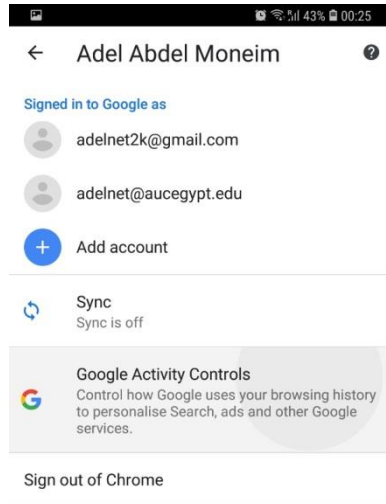 43% 00:25
Adel Abdel Moneim
Signed in to Google as
adelnet2k@gmail.com
adelnet@aucegypt.edu
Add account
Sync
Sync is off
Google Activity Controls
Control how Google uses your browsing history
to personalise Search, ads and other Google
services.
Sign out of Chrome